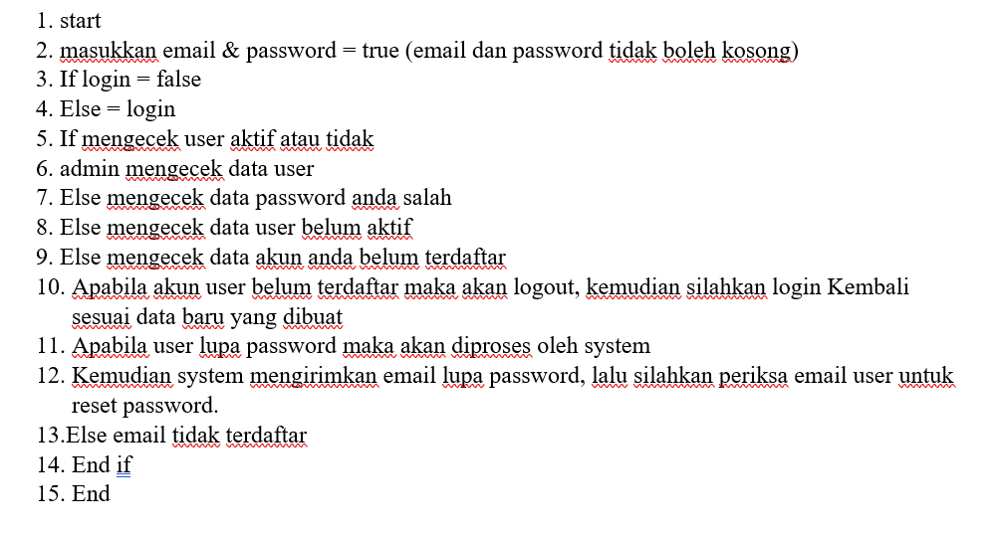 1. start
2. masukkan email & password = true (email dan password tidak boleh kosong)
3. If login = false
4. Else = login
5. If mengecek user aktif atau tidak
6. admin mengecek data user
7. Else mengecek data password anda salah
8. Else mengecek data user belum aktif
9. Else mengecek data akun anda belum terdaftar
10. Apabila akun user belum terdaftar maka akan logout, kemudian silahkan login Kembali
sesuai data baru yang dibuat
11. Apabila user lupa password maka akan diproses oleh system
12. Kemudian system mengirimkan email lupa password, lalu silahkan periksa email user untuk
reset password.
13.Else email tidak terdaftar
14. End if
15. End